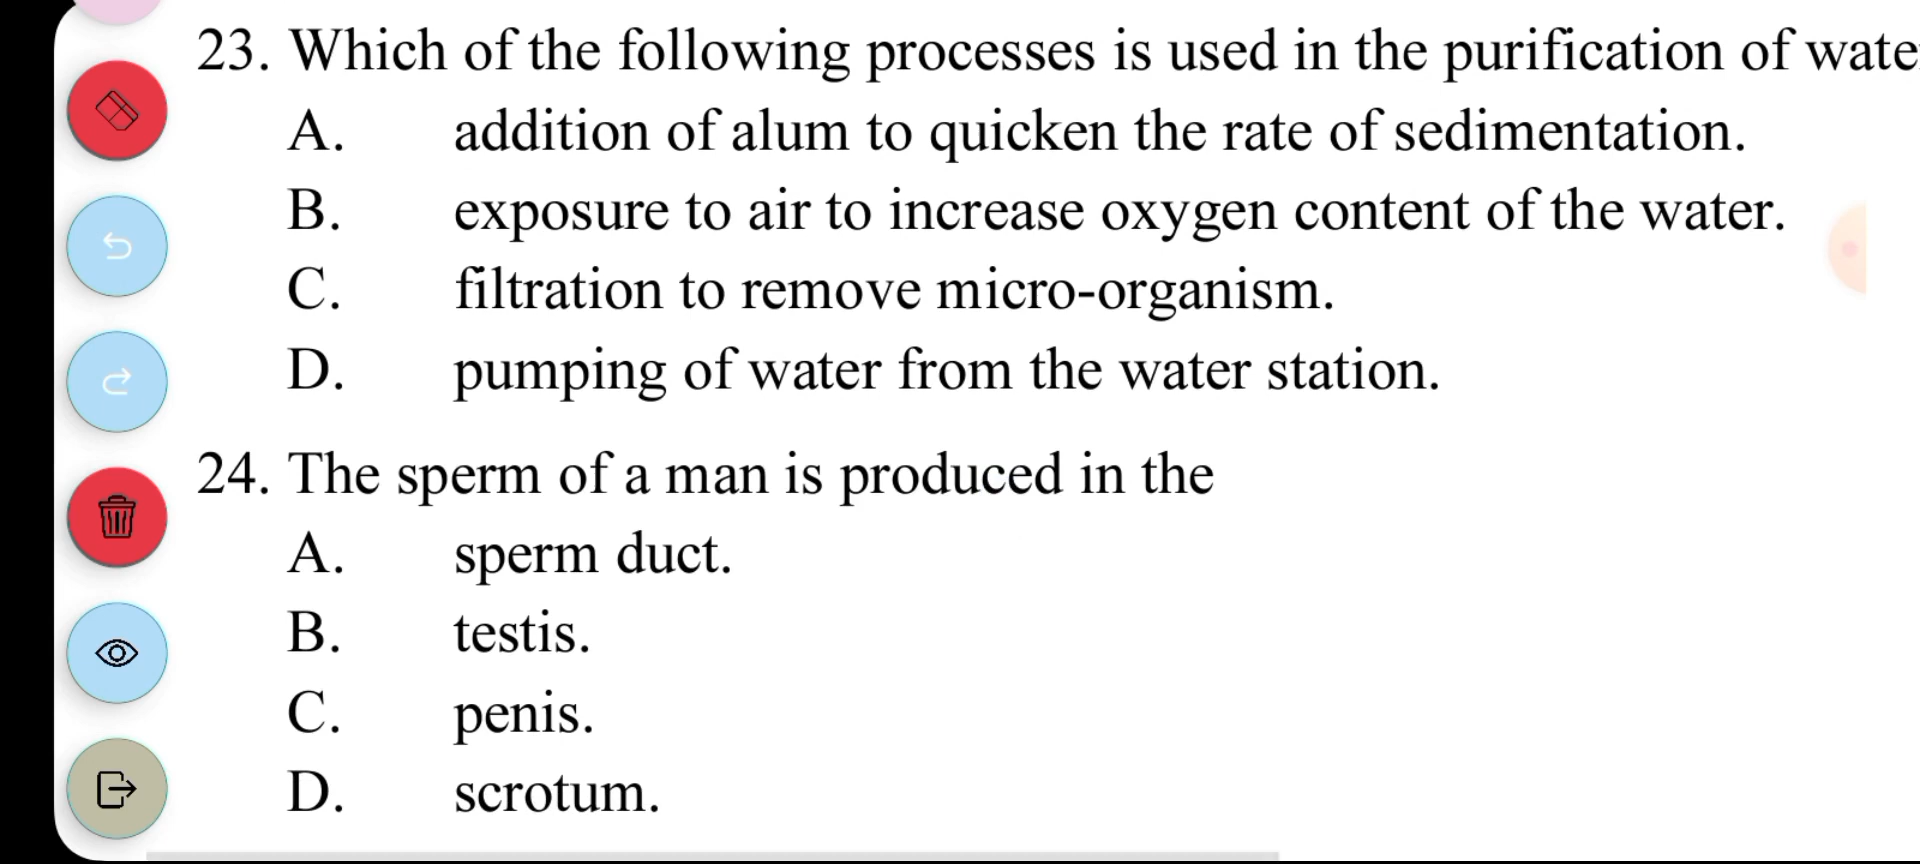 23. Which of the following processes is used in the purification of
A. addition of alum to quicken the rate of sedimentation.
B. exposure to air to increase oxygen content of the water.
C. filtration to remove micro-organism.
D. pumping of water from the water station.
24. The sperm of a man is produced in the
A. sperm duct.
B. testis.
C. penis.
D. scrotum.